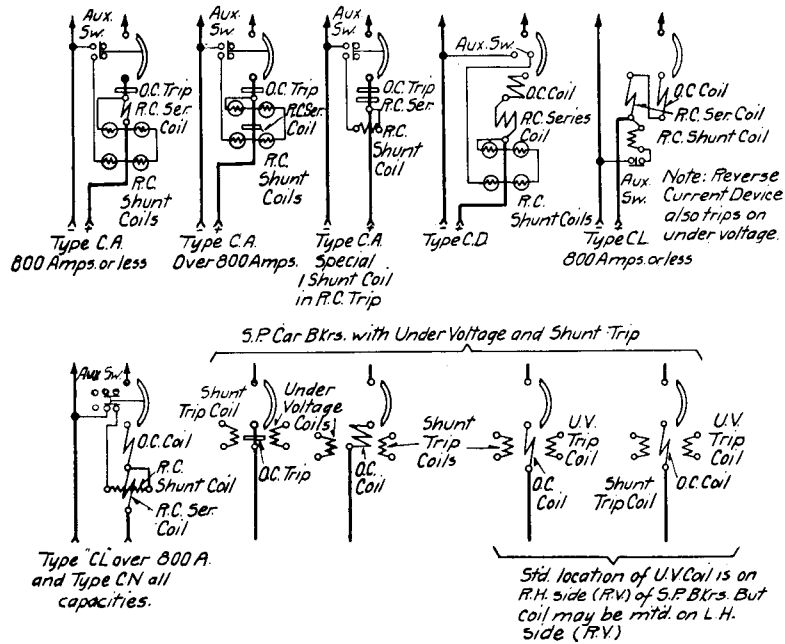 Aux.
Sw.
O.C. Trip
R.C. Ser.
Coil
R.C.
Shunt
Coils
Type C.A.
800 Amps. or less
Aux.
Sw.
O.C. Trip
R.C. Ser.
Coil
R.C.
Shunt
Coils
Type C.A.
Over 800 Amps.
Aux.
Sw.
O.C. Trip
R.C. Ser.
R.C.
Shunt
Coil
Type C.A.
Special
1 Shunt Coil
in R.C. Trip
Aux. Sw.
O.C. Coil
R.C. Series
Coil
R.C.
Shunt Coils
Type C.D.
O.C. Coil
R.C. Ser. Coil
R.C. Shunt Coil
Aux.
Sw.
Note: Reverse
Current Device
also trips on
under voltage.
Type CL
800 Amps. or less
S.P. Car Bkrs. with Under Voltage and Shunt Trip
Aux Sw.
O.C. Coil
R.C.
Shunt Coil
R.C. Ser.
Coil
Type "CL" over 800 A.
and Type CN all
capacities.
Shunt
Trip Coil
Under
Voltage
Coils
O.C. Trip
O.C.
Coil
Shunt
Trip
Coils
U.V.
Trip
Coil
O.C.
Coil
Shunt
Trip Coil
U.V.
Trip
Coil
O.C. Coil
Std. location of U.V. Coil is on
R.H. side (R.V.) of S.P. Bkrs. But
coil may be mtd. on L.H.
side (R.V.)